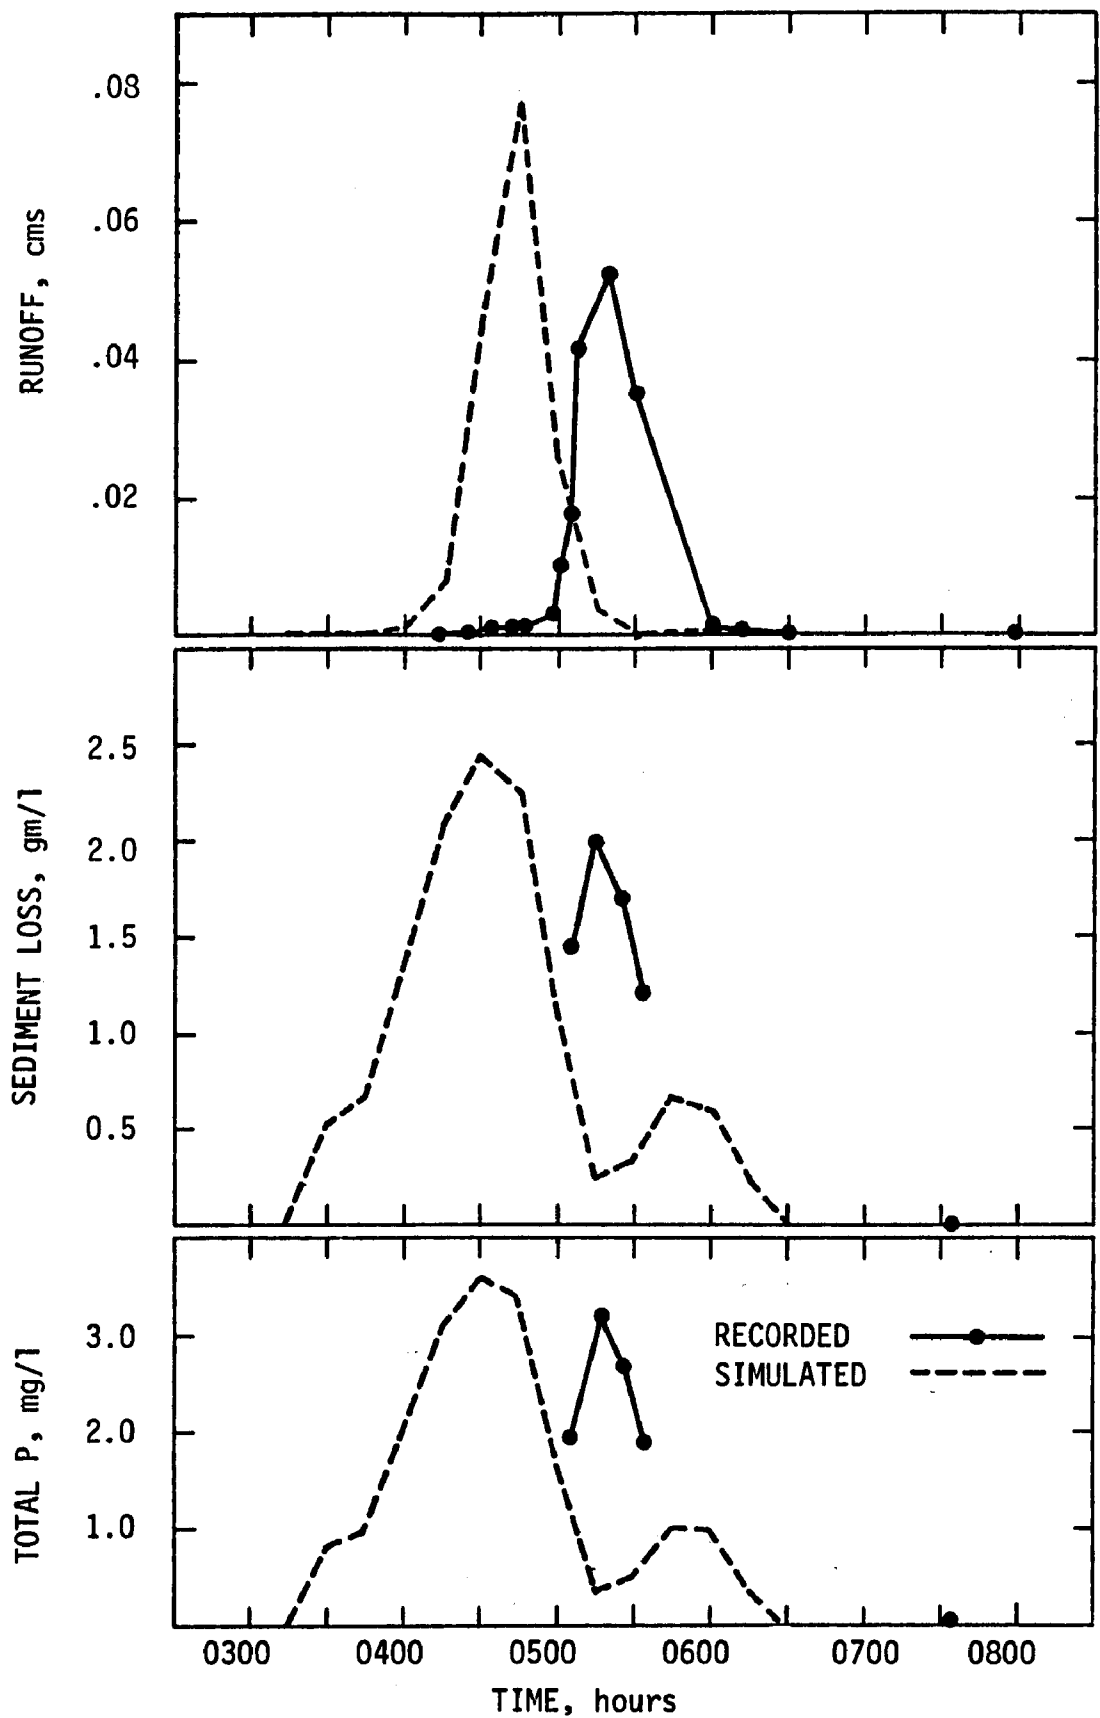 RUNOFF, cms
.08
.06
.04
.02
SEDIMENT LOSS, gm/l
2.5
2.0
1.5
1.0
0.5
TOTAL P, mg/l
3.0
2.0
1.0
RECORDED
SIMULATED
0300 0400 0500 0600 0700 0800
TIME, hours